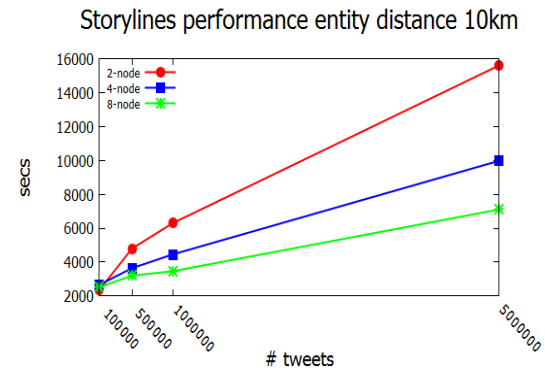 Storylines performance entity distance 10km
16000
14000
12000
10000
8000
6000
4000
2000
secs
2-node
4-node
8-node
100000
500000
1000000
5000000
# tweets